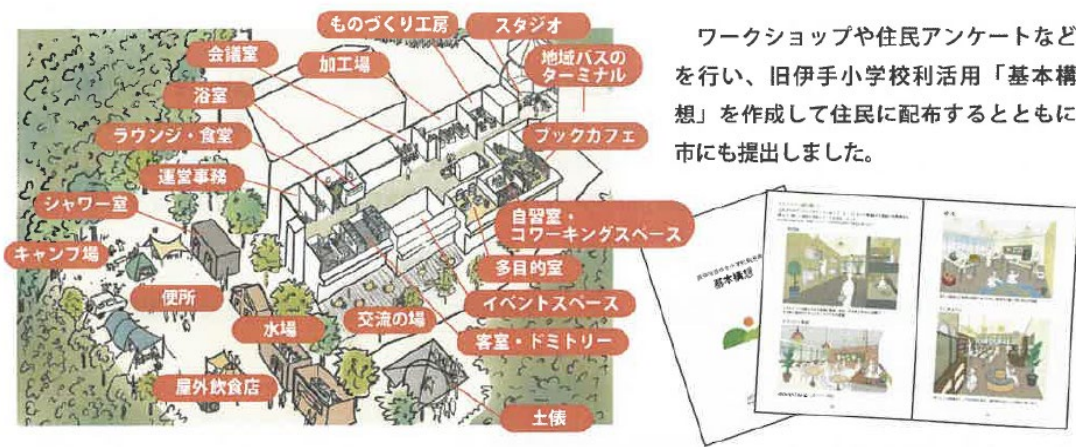 ものづくり工房
スタジオ
会議室
加工場
地域バスの
ターミナル
浴室
ラウンジ・食堂
ブックカフェ
運営事務
シャワー室
自習室・
コワーキングスペース
キャンプ場
多目的室
便所
イベントスペース
水場
交流の場
客室・ドミトリー
屋外飲食店
土俵
ワークショップや住民アンケートなど
を行い、旧伊手小学校利活用「基本構
想」を作成して住民に配布するとともに
市にも提出しました。
基本構想